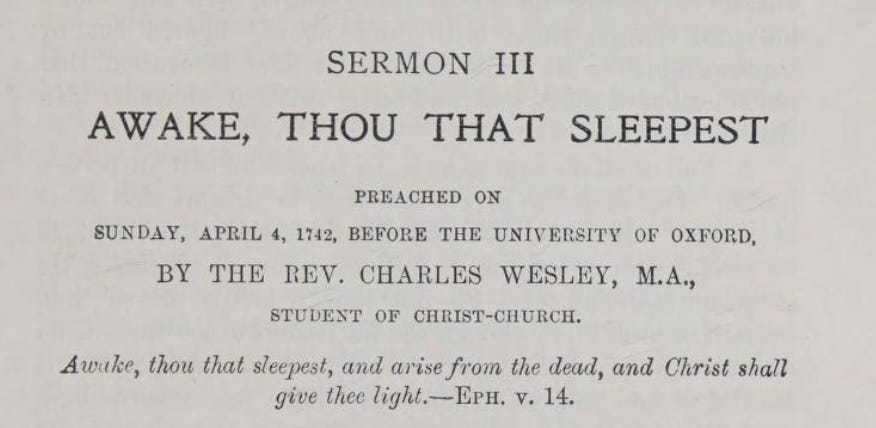 SERMON III
AWAKE, THOU THAT SLEEPEST
PREACHED ON
SUNDAY, APRIL 4, 1742, BEFORE THE UNIVERSITY OF OXFORD,
BY THE REV. CHARLES WESLEY, M.A.,
STUDENT OF CHRIST-CHURCH.
Awake, thou that sleepest, and arise from the dead, and Christ shall
give thee light.—EPH. v. 14.